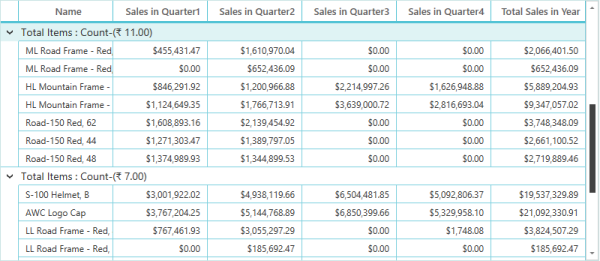 Name Sales in Quarter1 Sales in Quarter2 Sales in Quarter3 Sales in Quarter4 Total Sales in Year
Total Items : Count-(₹ 11.00)
ML Road Frame - Red, $455,431.47 $1,610,970.04 $0.00 $0.00 $2,066,401.50
ML Road Frame - Red, $0.00 $652,436.09 $0.00 $0.00 $652,436.09
HL Mountain Frame - $846,291.92 $1,200,966.88 $2,214,997.26 $1,626,948.88 $5,889,204.93
HL Mountain Frame - $1,124,649.35 $1,766,713.91 $3,639,000.72 $2,816,693.04 $9,347,057.02
Road-150 Red, 62 $1,608,893.16 $2,139,454.92 $0.00 $0.00 $3,748,348.09
Road-150 Red, 44 $1,271,303.47 $1,389,797.05 $0.00 $0.00 $2,661,100.52
Road-150 Red, 48 $1,374,989.93 $1,344,899.53 $0.00 $0.00 $2,719,889.46
Total Items : Count-(₹ 7.00)
S-100 Helmet, B $3,001,922.02 $4,938,119.66 $6,504,481.85 $5,092,806.37 $19,537,329.89
AWC Logo Cap $3,767,204.25 $5,144,768.89 $6,850,399.66 $5,329,958.10 $21,092,330.91
LL Road Frame - Red, $767,461.93 $3,055,297.29 $0.00 $1,748.08 $3,824,507.29
LL Road Frame - Red, $0.00 $185,692.47 $0.00 $0.00 $185,692.47